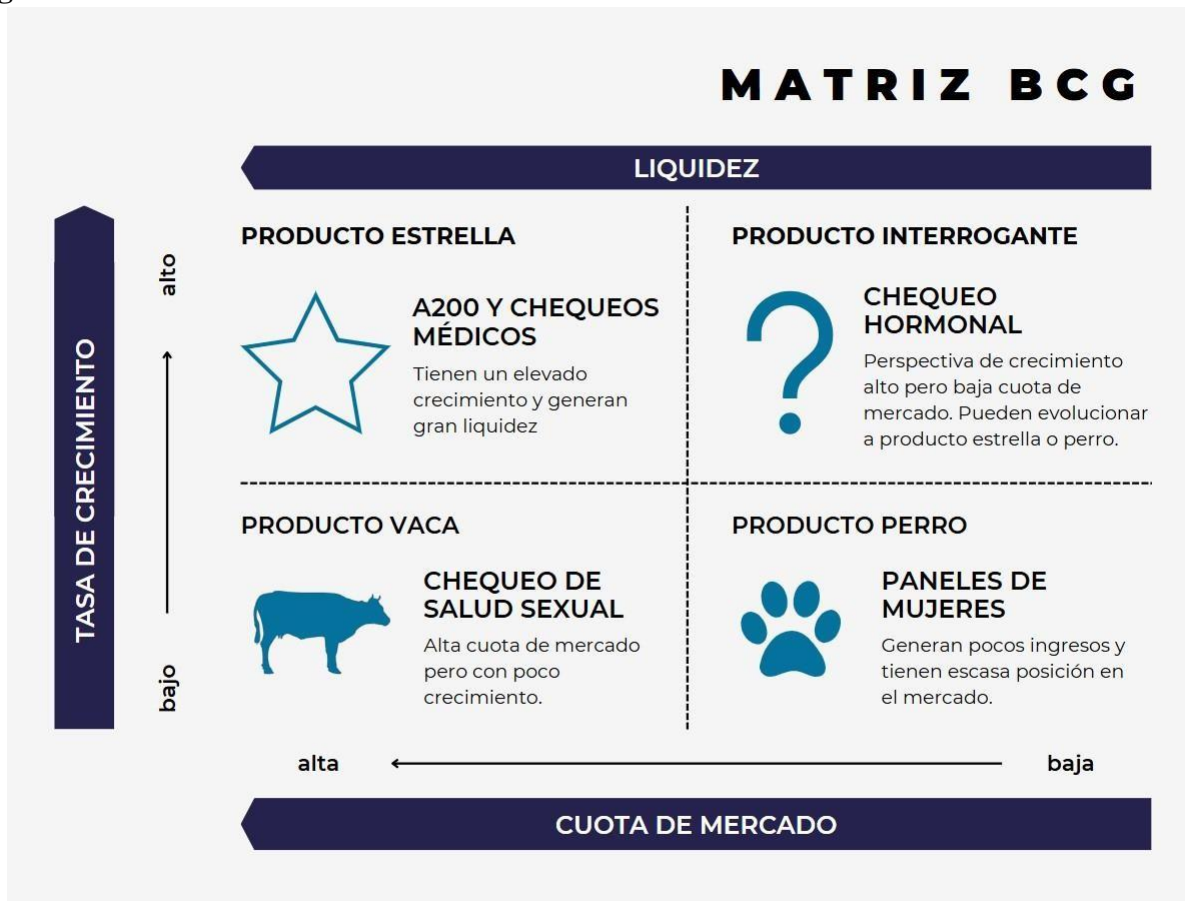 MATRIZ BCG
LIQUIDEZ
TASA DE CRECIMIENTO
alto
bajo
PRODUCTO ESTRELLA
A200 Y CHEQUEOS
MÉDICOS
Tienen un elevado
crecimiento y generan
gran liquidez
PRODUCTO INTERROGANTE
CHEQUEO
HORMONAL
Perspectiva de crecimiento
alto pero baja cuota de
mercado. Pueden evolucionar
a producto estrella o perro.
PRODUCTO VACA
CHEQUEO DE
SALUD SEXUAL
Alta cuota de mercado
pero con poco
crecimiento.
PRODUCTO PERRO
PANELES DE
MUJERES
Generan pocos ingresos y
tienen escasa posición en
el mercado.
alta
baja
CUOTA DE MERCADO